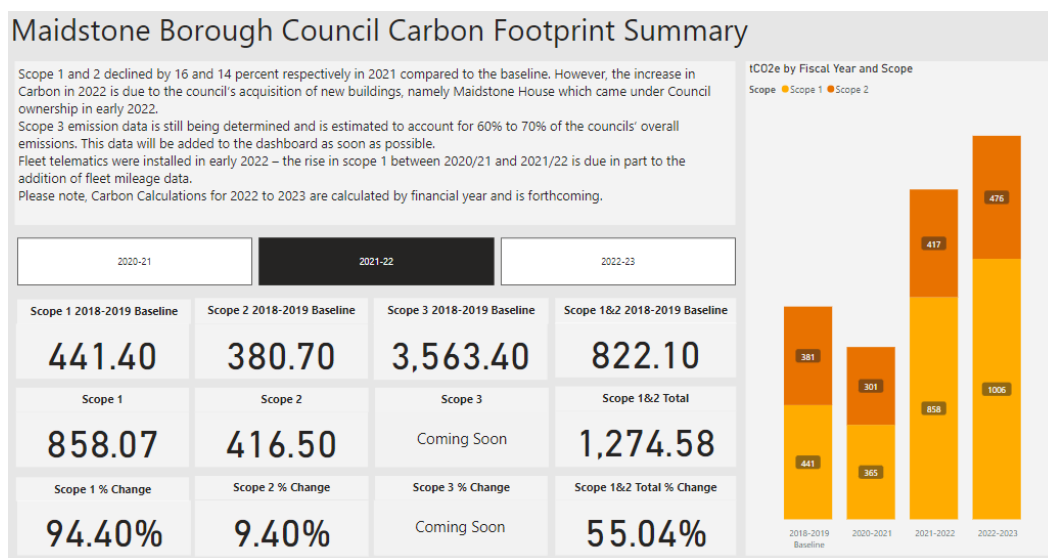 Maidstone Borough Council Carbon Footprint Summary
Scope 1 and 2 declined by 16 and 14 percent respectively in 2021 compared to the baseline. However, the increase in
Carbon in 2022 is due to the council's acquisition of new buildings, namely Maidstone House which came under Council
ownership in early 2022.
Scope 3 emission data is still being determined and is estimated to account for 60% to 70% of the councils' overall
emissions. This data will be added to the dashboard as soon as possible.
Fleet telematics were installed in early 2022 – the rise in scope 1 between 2020/21 and 2021/22 is due in part to the
addition of fleet mileage data.
Please note, Carbon Calculations for 2022 to 2023 are calculated by financial year and is forthcoming.
2020-21
2021-22
2022-23
Scope 1 2018-2019 Baseline
441.40
Scope 2 2018-2019 Baseline
380.70
Scope 3 2018-2019 Baseline
3,563.40
Scope 1&2 2018-2019 Baseline
822.10
Scope 1
858.07
Scope 2
416.50
Scope 3
Coming Soon
Scope 1&2 Total
1,274.58
Scope 1 % Change
94.40%
Scope 2 % Change
9.40%
Scope 3 % Change
Coming Soon
Scope 1&2 Total % Change
55.04%
tCO2e by Fiscal Year and Scope
Scope Scope 1 Scope 2
381
441
301
365
417
858
476
1006
2018-2019
Baseline
2020-2021
2021-2022
2022-2023